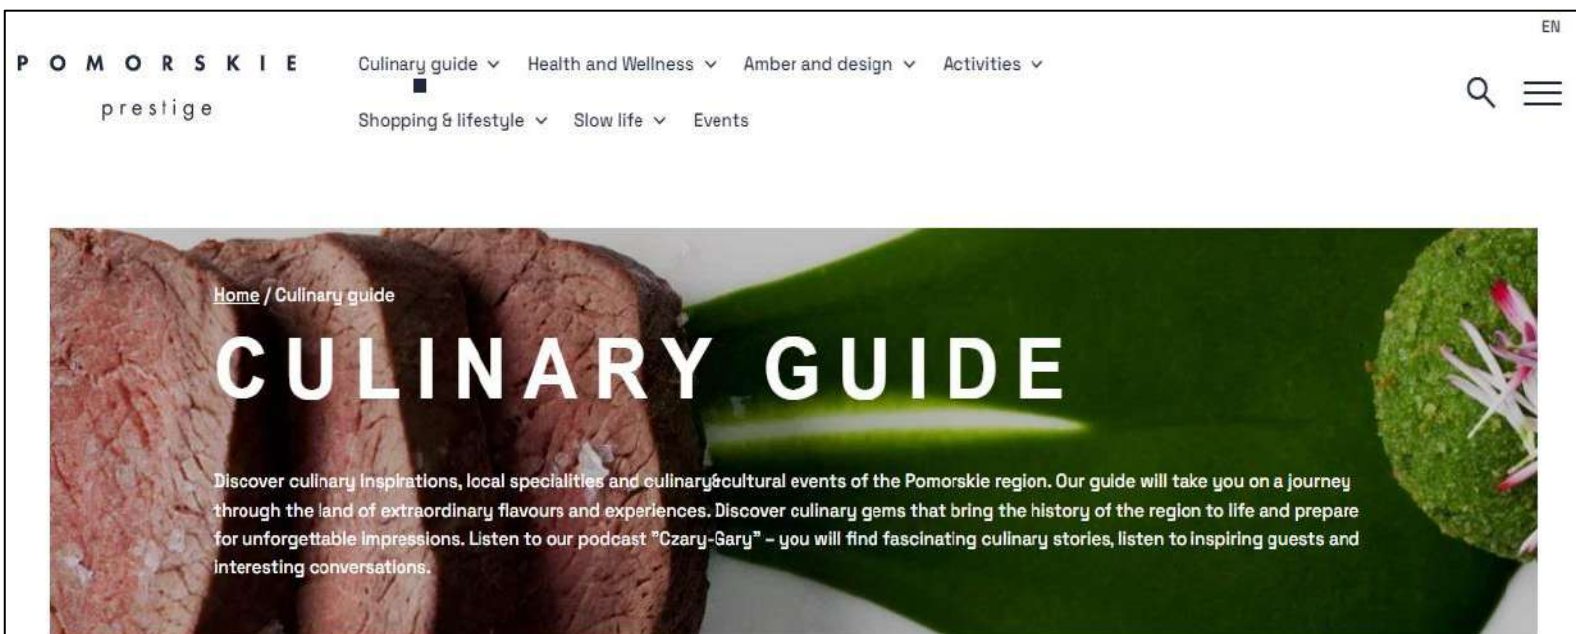 EN
POMORSKIE
prestige
Culinary guide Health and Wellness Amber and design Activities
Shopping & lifestyle Slow life Events
Home / Culinary guide
CULINARY GUIDE
Discover culinary inspirations, local specialities and culinary&cultural events of the Pomorskie region. Our guide will take you on a journey
through the land of extraordinary flavours and experiences. Discover culinary gems that bring the history of the region to life and prepare
for unforgettable impressions. Listen to our podcast "Czary-Gary" – you will find fascinating culinary stories, listen to inspiring guests and
interesting conversations.